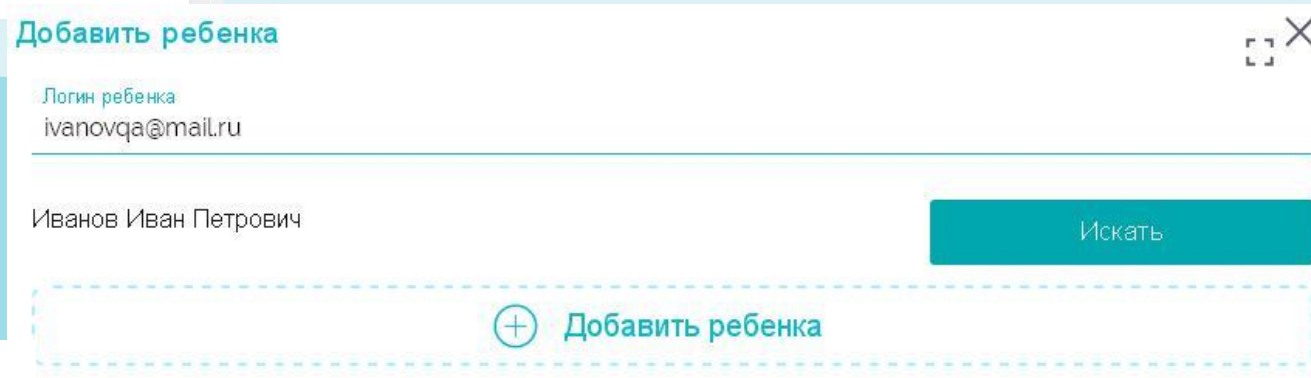 Добавить ребенка
Логин ребенка
ivanovqa@mail.ru
Иванов Иван Петрович
Искать
Добавить ребенка